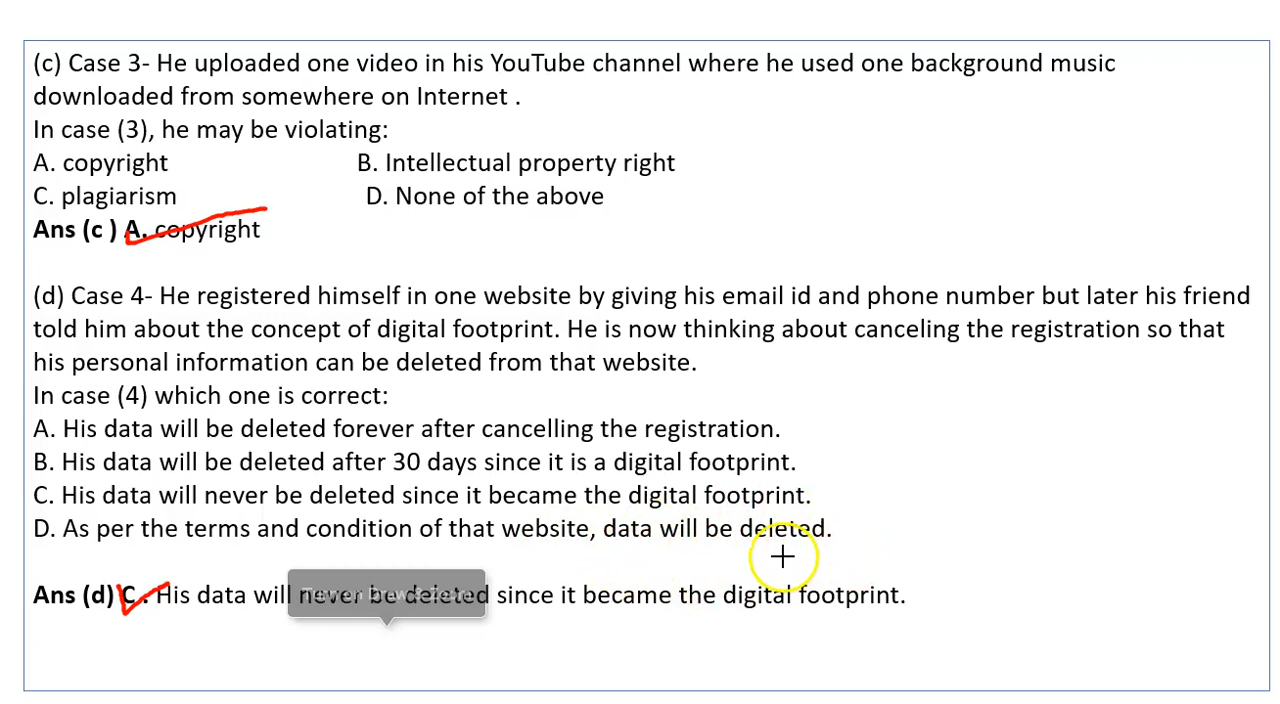 (c) Case 3- He uploaded one video in his YouTube channel where he used one background music
downloaded from somewhere on Internet .
In case (3), he may be violating:
A. copyright B. Intellectual property right
C. plagiarism D. None of the above
Ans (c ) A. copyright
(d) Case 4- He registered himself in one website by giving his email id and phone number but later his friend
told him about the concept of digital footprint. He is now thinking about canceling the registration so that
his personal information can be deleted from that website.
In case (4) which one is correct:
A. His data will be deleted forever after cancelling the registration.
B. His data will be deleted after 30 days since it is a digital footprint.
C. His data will never be deleted since it became the digital footprint.
D. As per the terms and condition of that website, data will be deleted.
Ans (d) C . His data will never be deleted since it became the digital footprint.